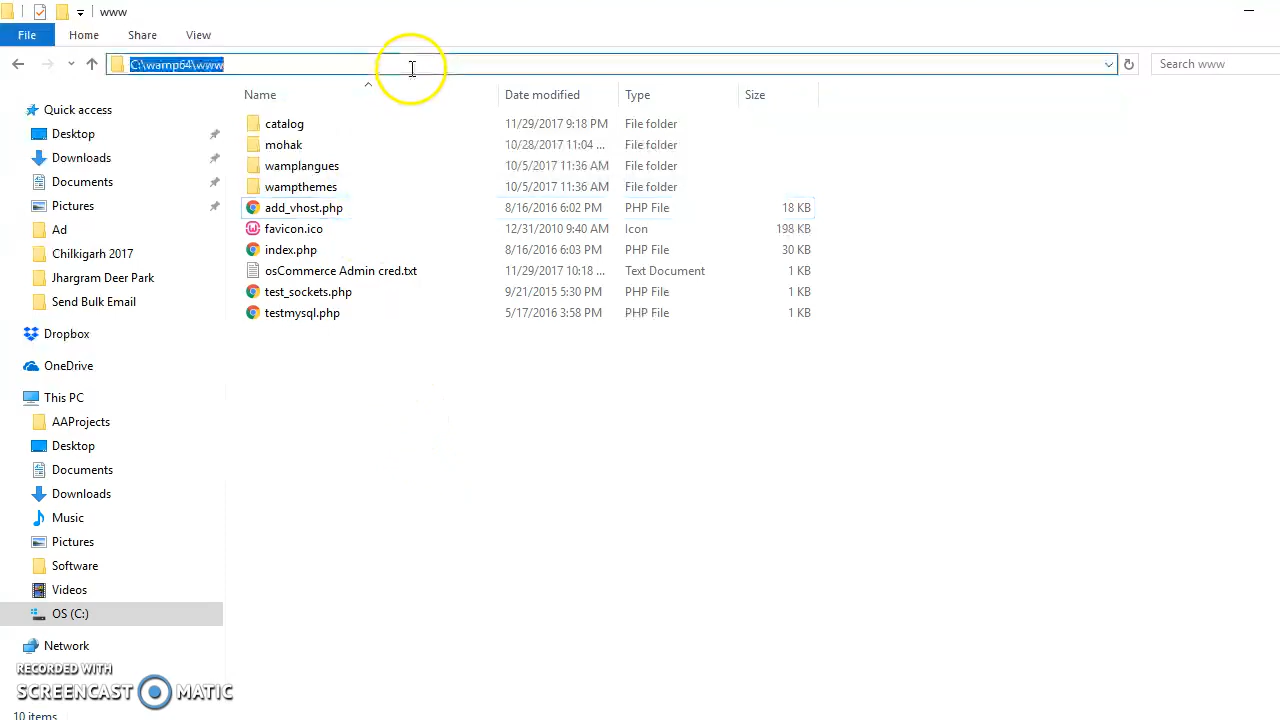 www
File Home Share View
C:\wamp64\www
Search www
Name Date modified Type Size
catalog 11/29/2017 9:18 PM File folder
mohak 10/28/2017 11:04 ... File folder
wamplangues 10/5/2017 11:36 AM File folder
wampthemes 10/5/2017 11:36 AM File folder
add_vhost.php 8/16/2016 6:02 PM PHP File 18 KB
favicon.ico 12/31/2010 9:40 AM Icon 198 KB
index.php 8/16/2016 6:03 PM PHP File 30 KB
osCommerce Admin cred.txt 11/29/2017 10:18 ... Text Document 1 KB
test_sockets.php 9/21/2015 5:30 PM PHP File 1 KB
testmysql.php 5/17/2016 3:58 PM PHP File 1 KB
Quick access
Desktop
Downloads
Documents
Pictures
Ad
Chilkigarh 2017
Jhargram Deer Park
Send Bulk Email
Dropbox
OneDrive
This PC
AAProjects
Desktop
Documents
Downloads
Music
Pictures
Software
Videos
OS (C:)
Network
RECORDED WITH
SCREENCAST MATIC
10 items